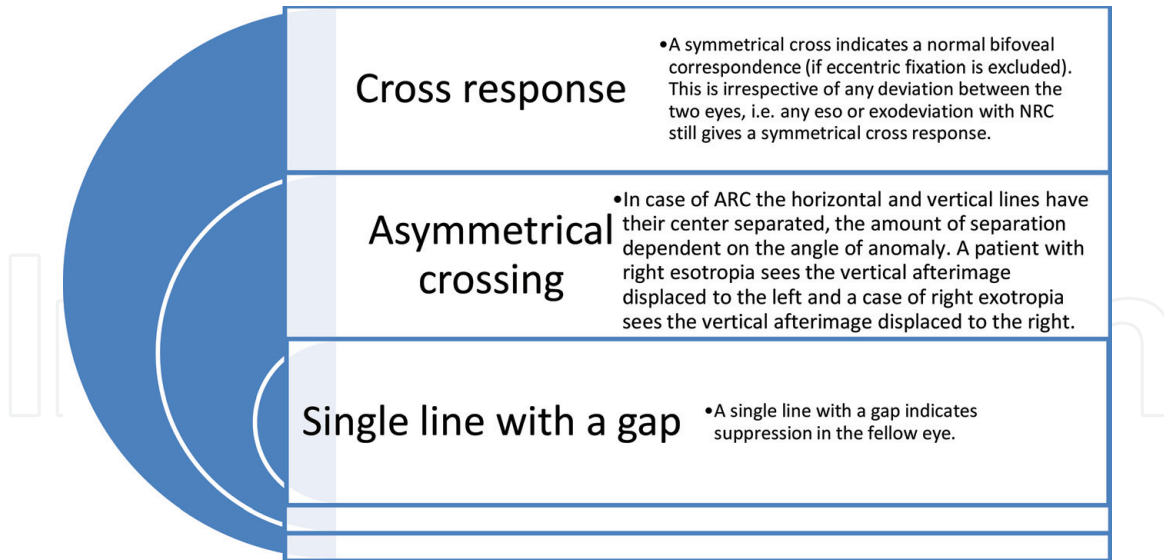 Cross response
•A symmetrical cross indicates a normal bifoveal
correspondence (if eccentric fixation is excluded).
This is irrespective of any deviation between the
two eyes, i.e. any eso or exodeviation with NRC
still gives a symmetrical cross response.
Asymmetrical
crossing
•In case of ARC the horizontal and vertical lines have
their center separated, the amount of separation
dependent on the angle of anomaly. A patient with
right esotropia sees the vertical afterimage
displaced to the left and a case of right exotropia
sees the vertical afterimage displaced to the right.
Single line with a gap
•A single line with a gap indicates
suppression in the fellow eye.